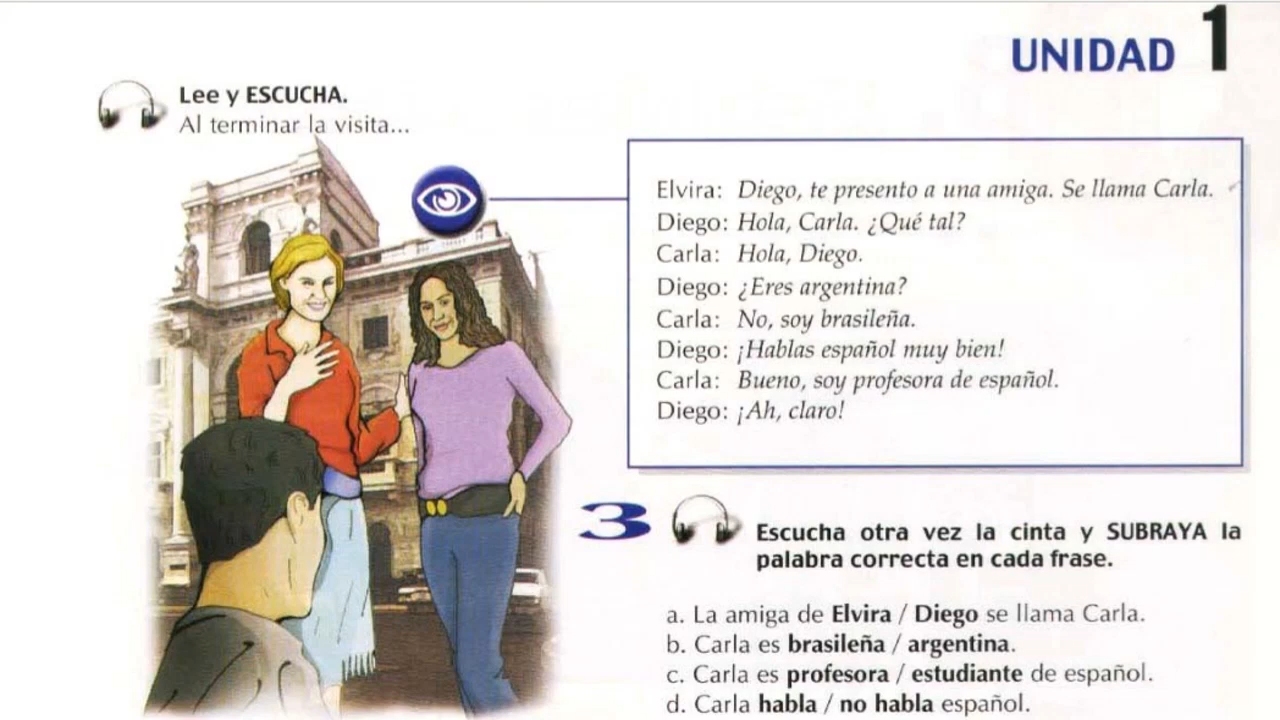 UNIDAD 1
Lee y ESCUCHA.
Al terminar la visita...
Elvira: Diego, te presento a una amiga. Se llama Carla.
Diego: Hola, Carla. ¿Qué tal?
Carla: Hola, Diego.
Diego: ¿Eres argentina?
Carla: No, soy brasileña.
Diego: ¡Hablas español muy bien!
Carla: Bueno, soy profesora de español.
Diego: ¡Ah, claro!
3
Escucha otra vez la cinta y SUBRAYA la
palabra correcta en cada frase.
a. La amiga de Elvira / Diego se llama Carla.
b. Carla es brasileña / argentina.
c. Carla es profesora / estudiante de español.
d. Carla habla / no habla español.